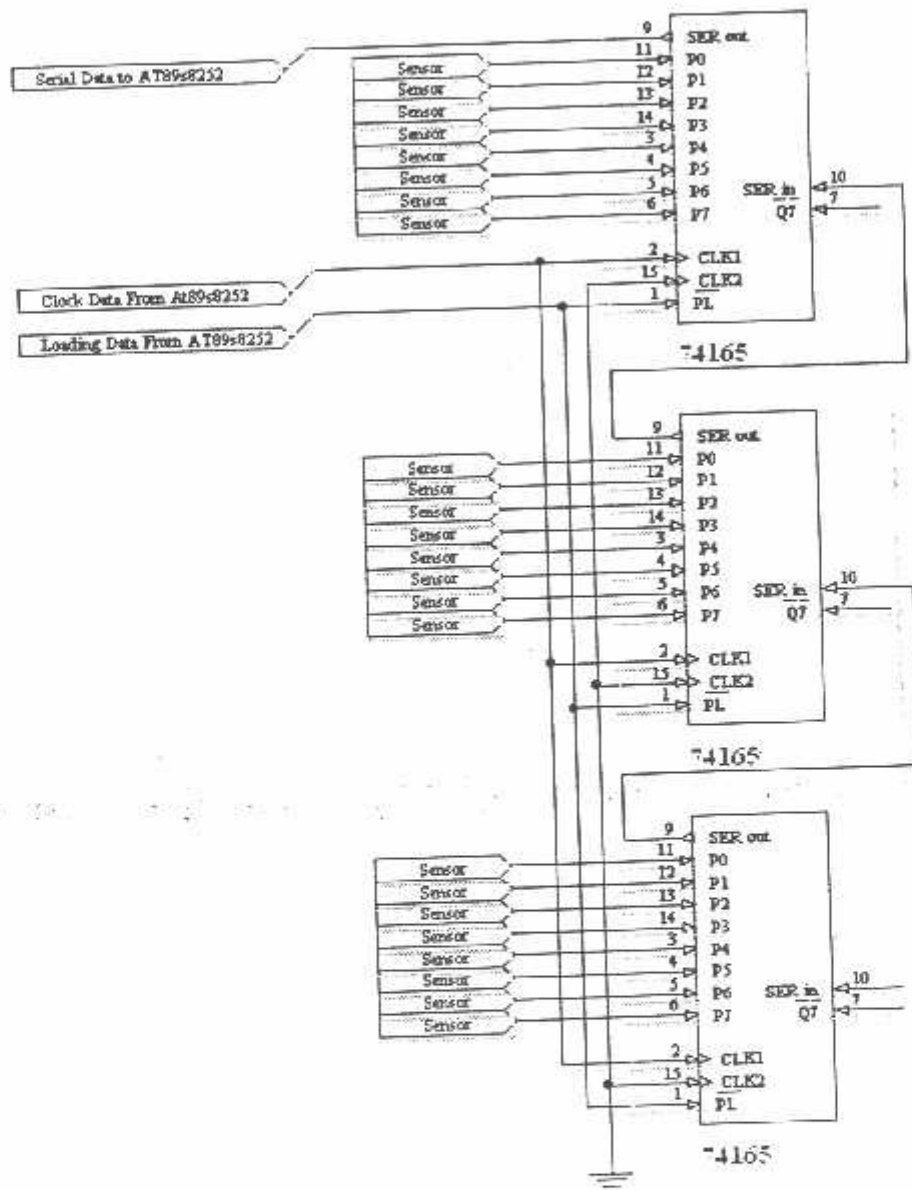 9 SER out
Serial Data to AT89s8252
Sensor 11 P0
Sensor 12 P1
Sensor 13 P2
Sensor 14 P3
Sensor 3 P4
Sensor 4 P5
Sensor 5 P6
Sensor 6 P7
SER in 10
Q7 7
2 CLK1
15 CLK2
1 PL
Clock Data From At89s8252
Loading Data From AT89s8252
74165
9 SER out
Sensor 11 P0
Sensor 12 P1
Sensor 13 P2
Sensor 14 P3
Sensor 3 P4
Sensor 4 P5
Sensor 5 P6
Sensor 6 P7
SER in 10
Q7 7
2 CLK1
15 CLK2
1 PL
74165
9 SER out
Sensor 11 P0
Sensor 12 P1
Sensor 13 P2
Sensor 14 P3
Sensor 3 P4
Sensor 4 P5
Sensor 5 P6
Sensor 6 P7
SER in 10
Q7 7
2 CLK1
15 CLK2
1 PL
74165